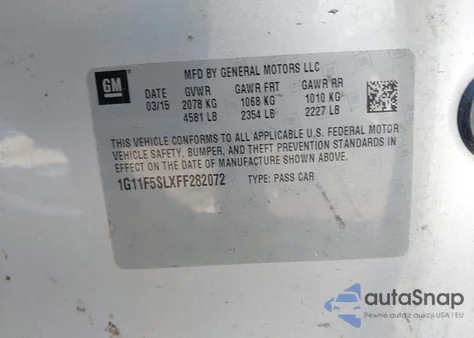 GM
MFD BY GENERAL MOTORS LLC
DATE GVWR GAWR FRT GAWR RR
03/15 2078 KG 1068 KG 1010 KG
4581 LB 2354 LB 2227 LB
THIS VEHICLE CONFORMS TO ALL APPLICABLE U.S. FEDERAL MOTOR
VEHICLE SAFETY, BUMPER, AND THEFT PREVENTION STANDARDS
IN EFFECT ON THE DATE OF MANUFACTURE SHOWN ABOVE.
1G11F5SLXFF282072 TYPE: PASS CAR
autoSnap
Pewne auto z aukcji USA i EU